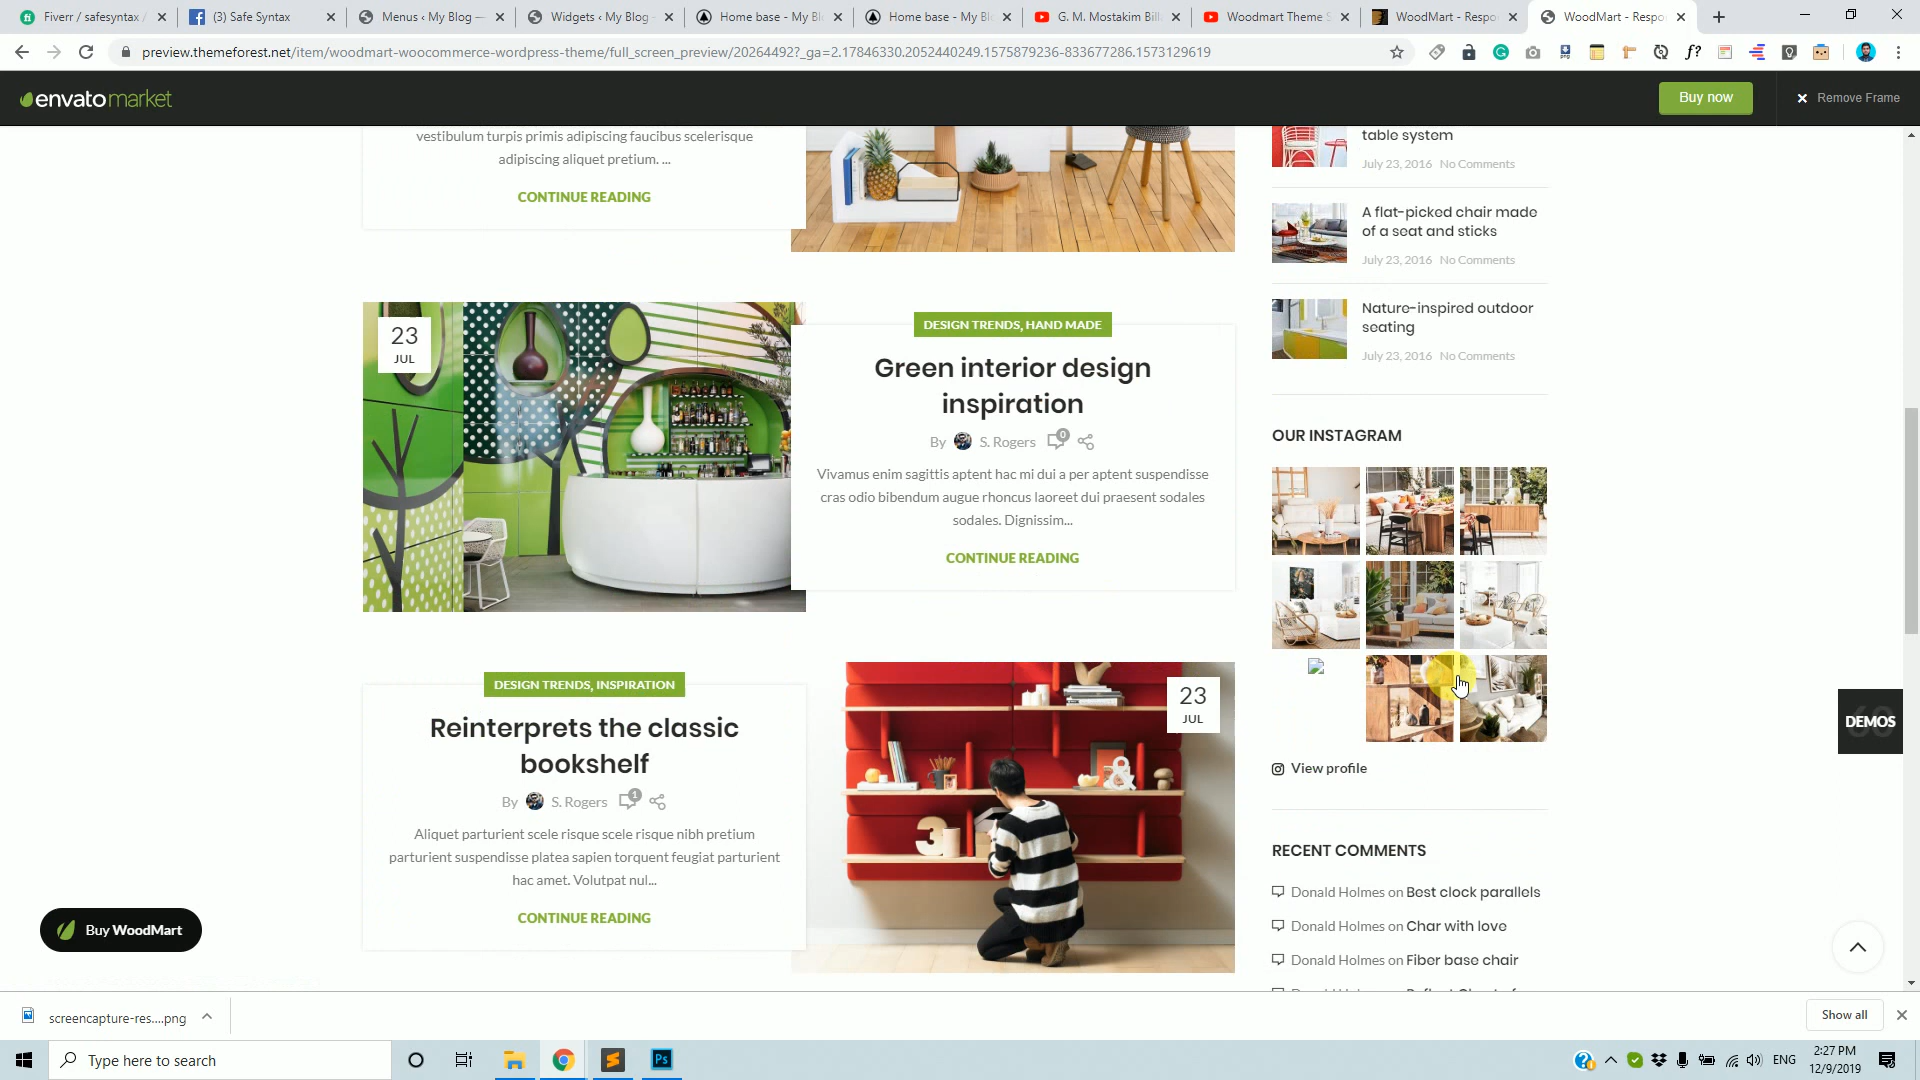 Fiverr / safesyntax /
(3) Safe Syntax
Menus ‹ My Blog —
Widgets ‹ My Blog
Home base - My Bl
Home base - My Bl
G. M. Mostakim Bill
Woodmart Theme S
WoodMart - Respo
WoodMart - Respo
preview.themeforest.net/item/woodmart-woocommerce-wordpress-theme/full_screen_preview/20264492?_ga=2.17846330.2052440249.1575879236-833677286.1573129619
envatomarket
Buy now
Remove Frame
vestibulum turpis primis adipiscing faucibus scelerisque
adipiscing aliquet pretium. ...
CONTINUE READING
table system
July 23, 2016 No Comments
A flat-picked chair made
of a seat and sticks
July 23, 2016 No Comments
Nature-inspired outdoor
seating
July 23, 2016 No Comments
23
JUL
DESIGN TRENDS, HAND MADE
Green interior design
inspiration
By S. Rogers 0
Vivamus enim sagittis aptent hac mi dui a per aptent suspendisse
cras odio bibendum augue rhoncus laoreet dui praesent sodales
sodales. Dignissim...
CONTINUE READING
OUR INSTAGRAM
View profile
DESIGN TRENDS, INSPIRATION
Reinterprets the classic
bookshelf
By S. Rogers 1
Aliquet parturient scele risque scele risque nibh pretium
parturient suspendisse platea sapien torquent feugiat parturient
hac amet. Volutpat nul...
CONTINUE READING
23
JUL
RECENT COMMENTS
Donald Holmes on Best clock parallels
Donald Holmes on Char with love
Donald Holmes on Fiber base chair
DEMOS
Buy WoodMart
screencapture-res....png
Show all
Type here to search
ENG
2:27 PM
12/9/2019